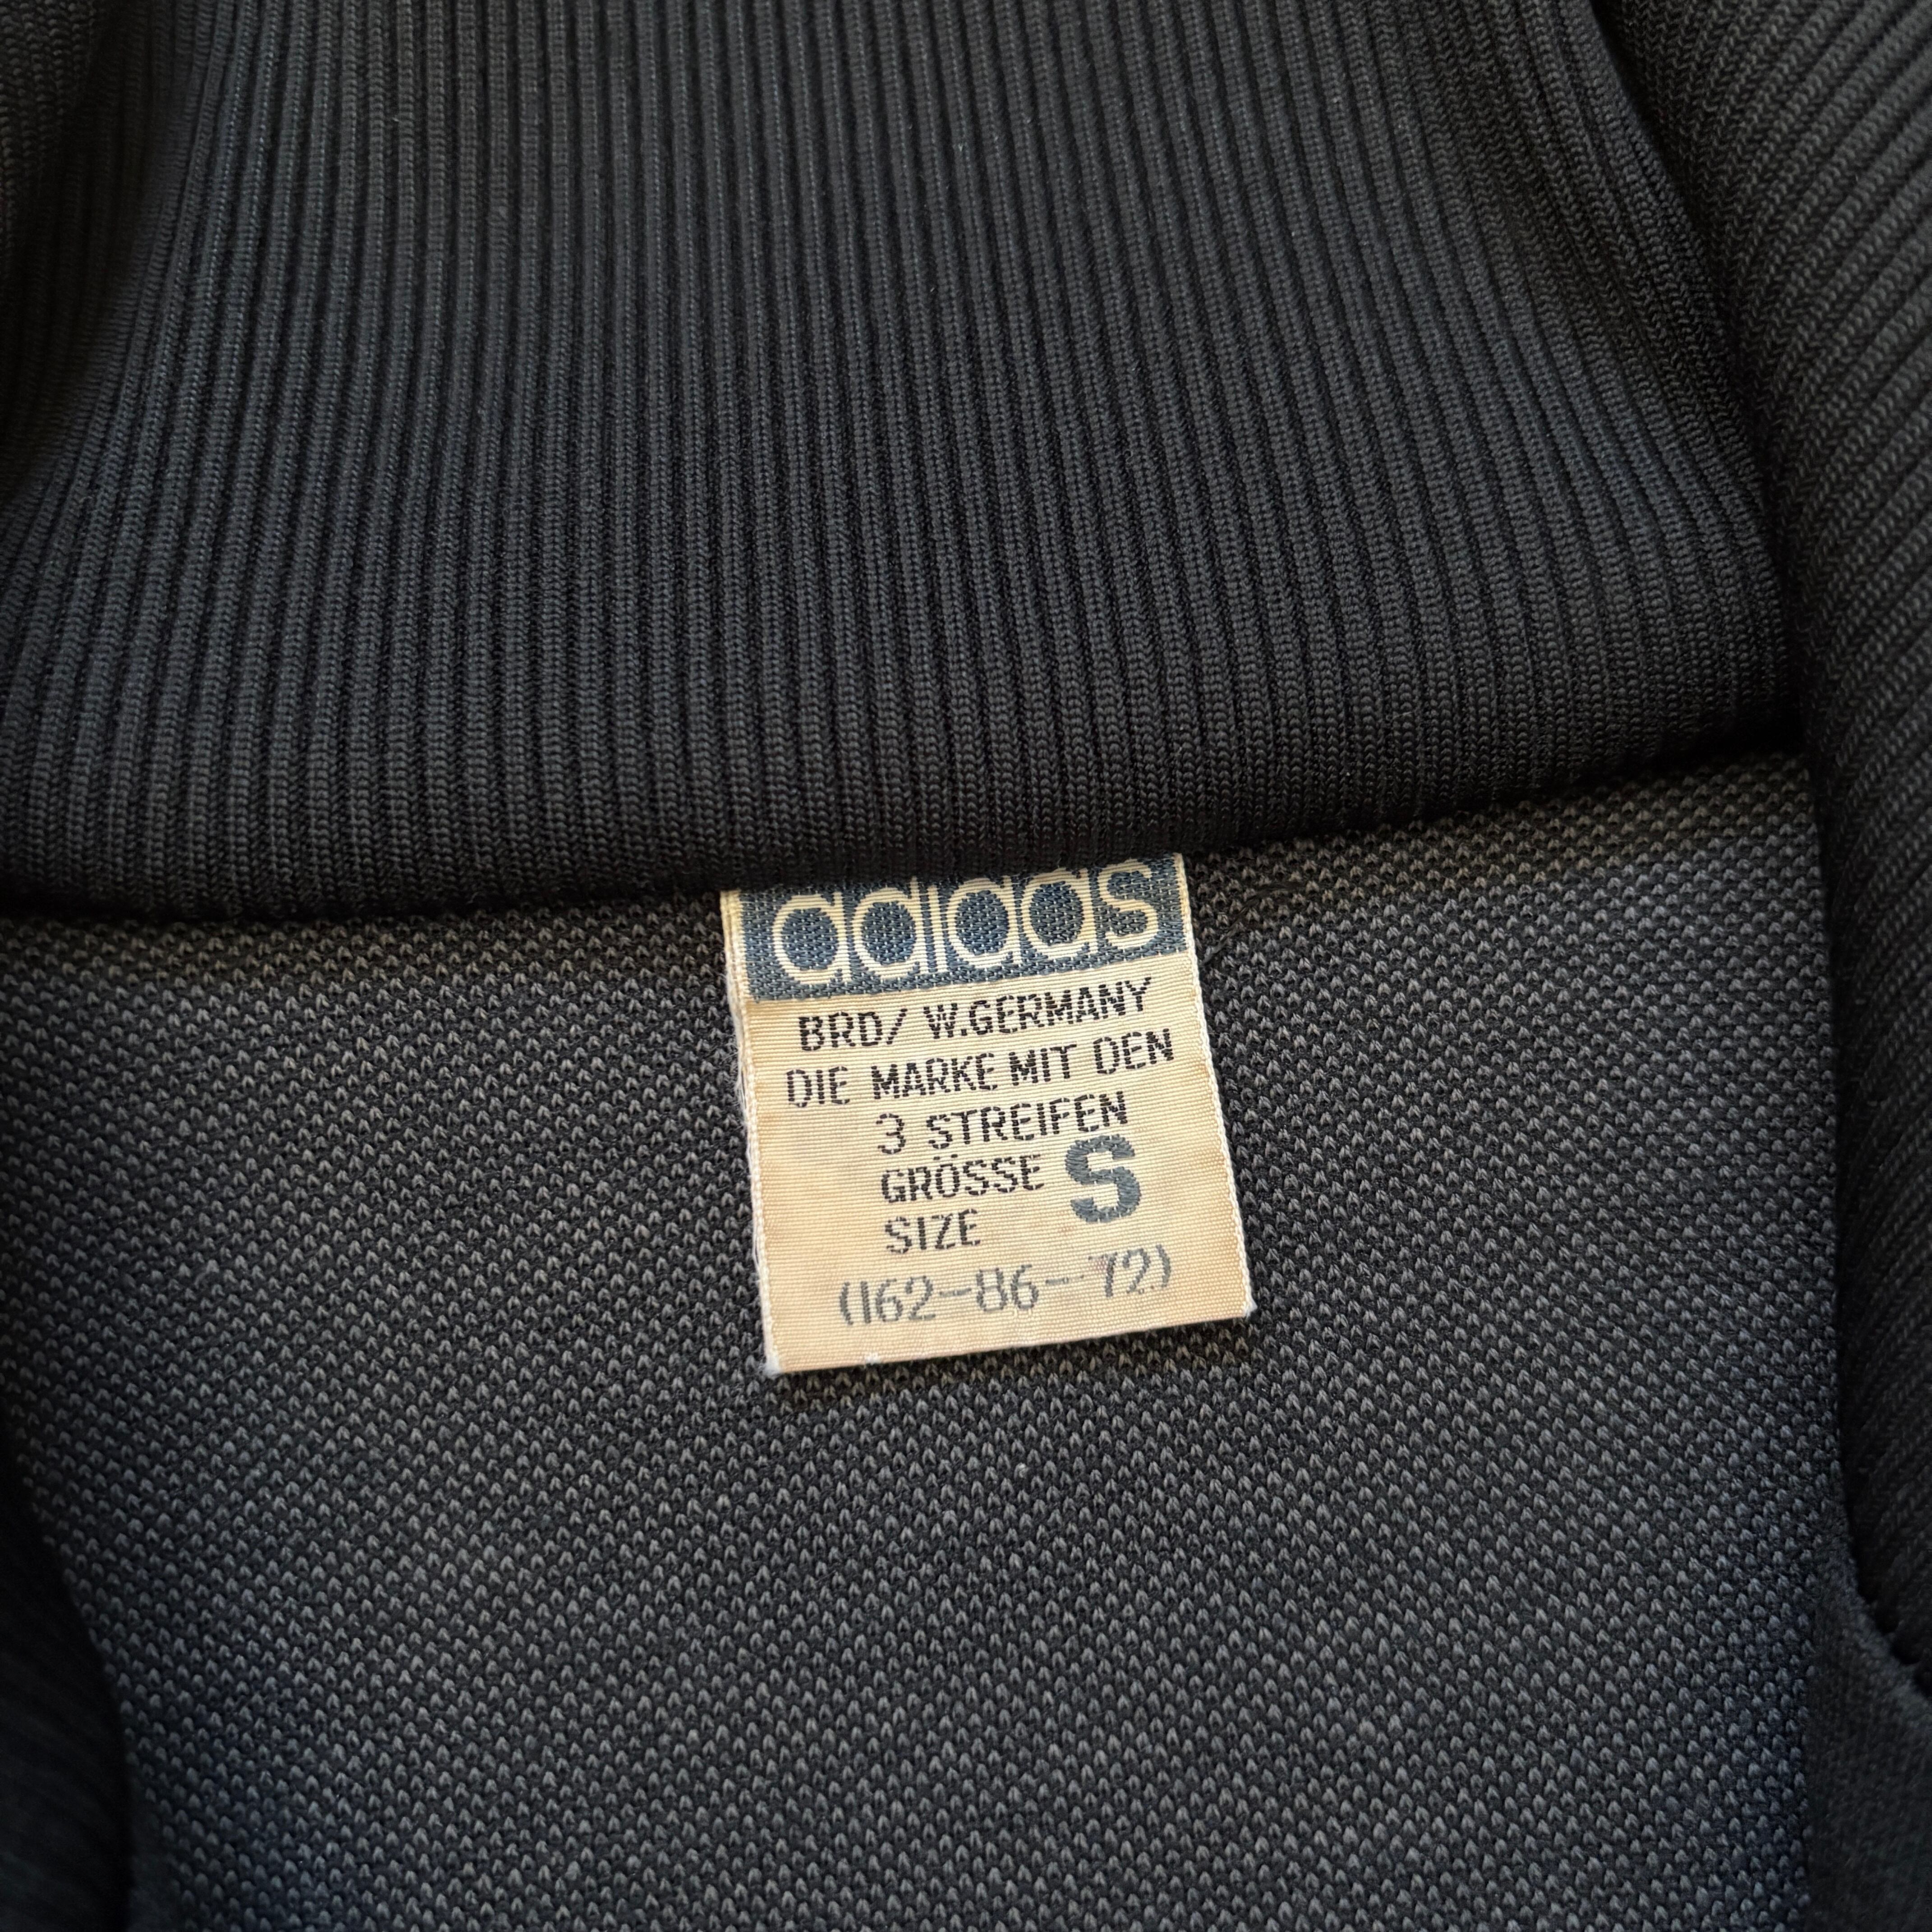 adidas
BRD/ W.GERMANY
DIE MARKE MIT DEN
3 STREIFEN
GRÖSSE S
SIZE
(162-86-72)